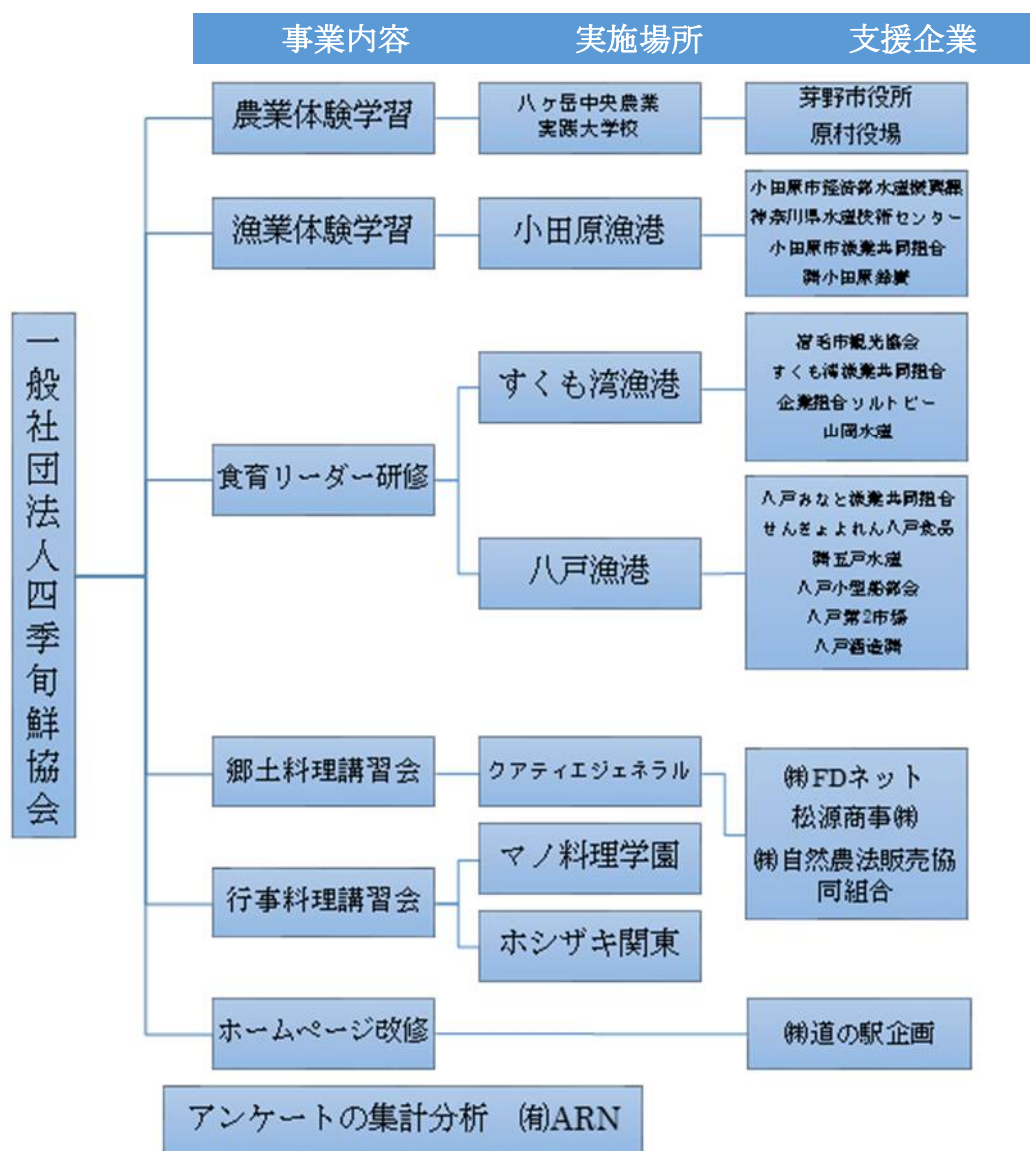 事業内容 実施場所 支援企業
一般社団法人四季旬鮮協会
農業体験学習
八ヶ岳中央農業
実践大学校
芽野市役所
原村役場
漁業体験学習
小田原漁港
小田原市経済部水産振興課
神奈川県水産技術センター
小田原市漁業共同組合
㈱小田原鈴廣
食育リーダー研修
すくも湾漁港
宿毛市観光協会
すくも湾漁業共同組合
企業組合ソルトビー
山岡水産
八戸漁港
八戸みなと漁業共同組合
せんぎょよれん八戸食品
㈱五戸水産
八戸小型船部会
八戸第2市場
八戸酒造㈱
郷土料理講習会
クアティエジェネラル
㈱FDネット
松源商事㈱
㈱自然農法販売協
同組合
行事料理講習会
マノ料理学園
ホシザキ関東
ホームページ改修
㈱道の駅企画
アンケートの集計分析 ㈲ARN